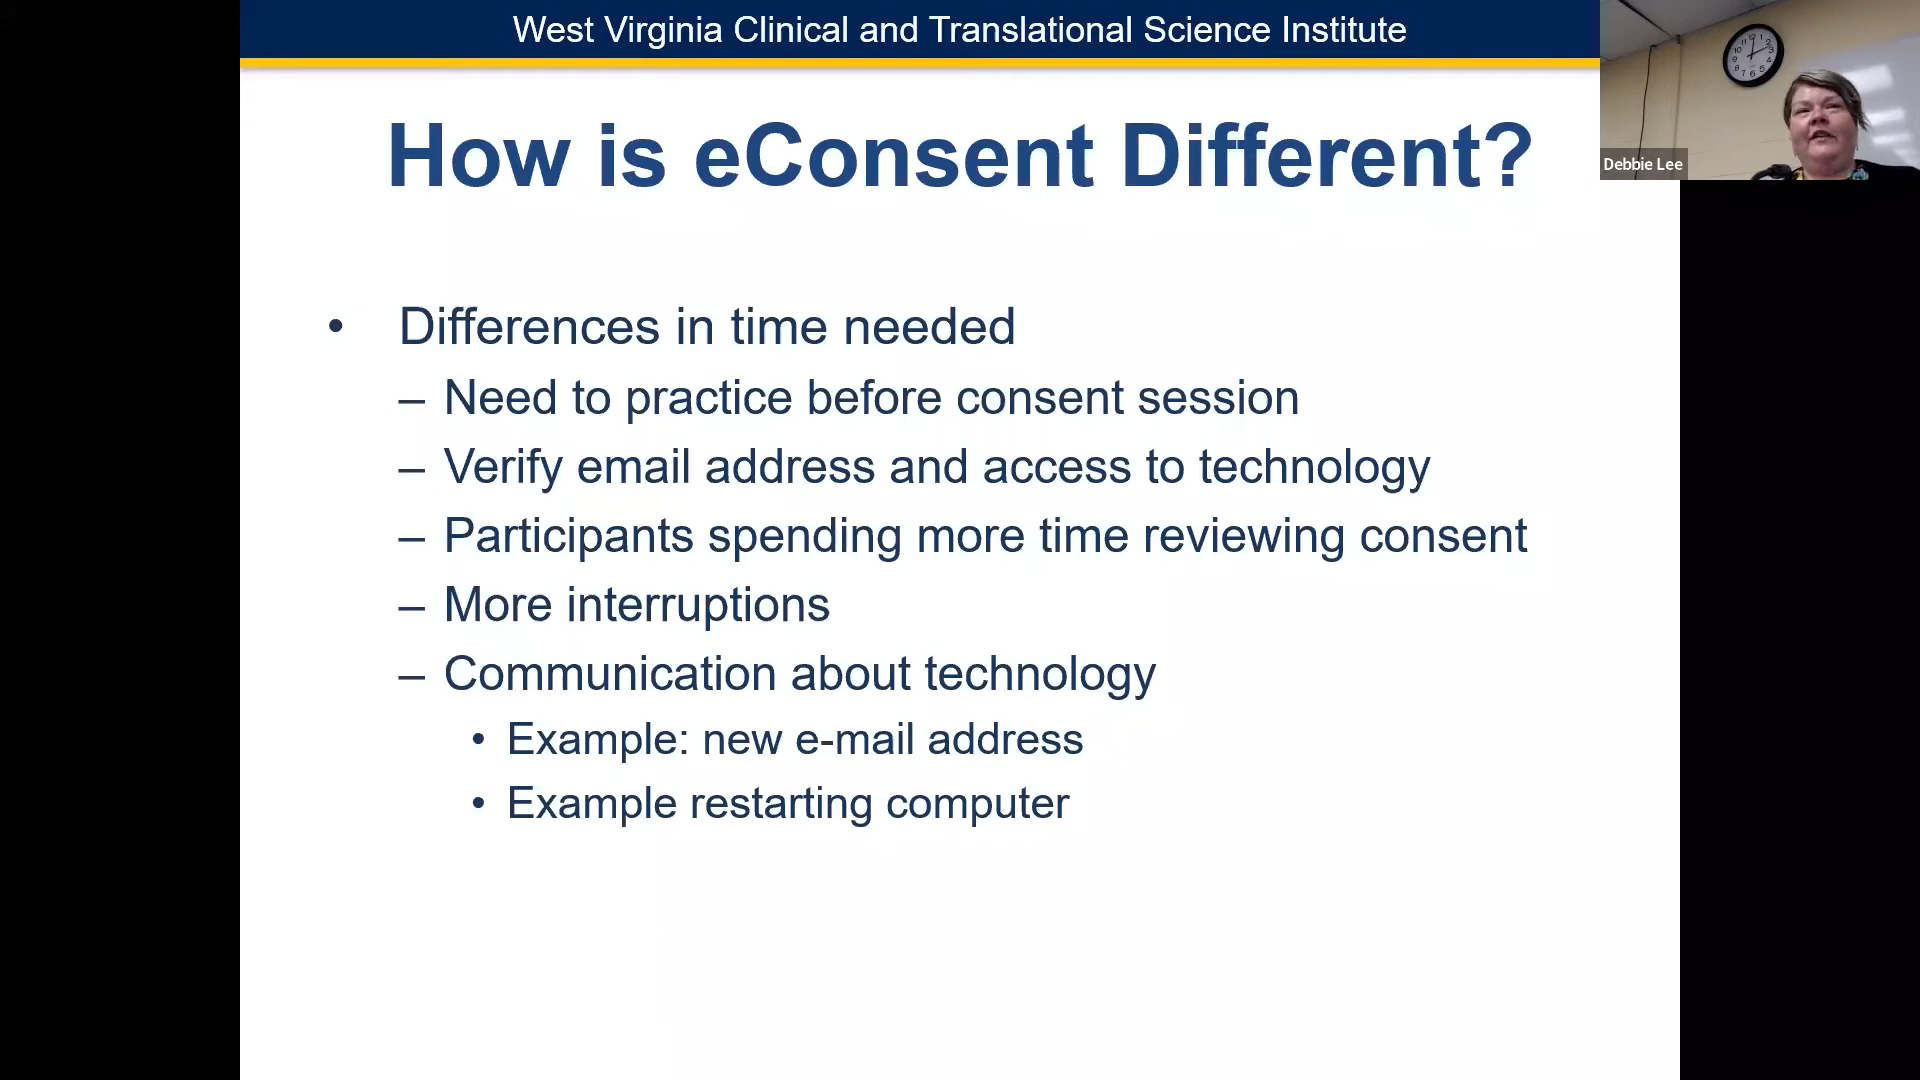 West Virginia Clinical and Translational Science Institute
How is eConsent Different?
• Differences in time needed
– Need to practice before consent session
– Verify email address and access to technology
– Participants spending more time reviewing consent
– More interruptions
– Communication about technology
• Example: new e-mail address
• Example restarting computer
Debbie Lee